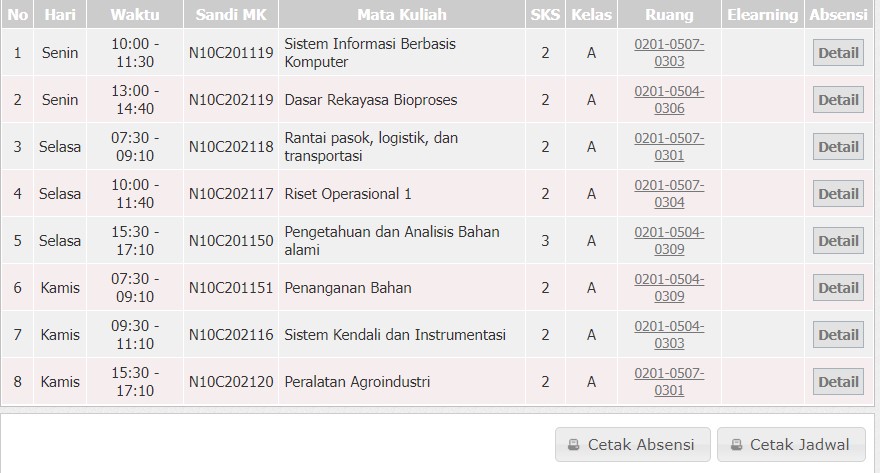 No Hari Waktu Sandi MK Mata Kuliah SKS Kelas Ruang Elearning Absensi
1 Senin 10:00 - 11:30 N10C201119 Sistem Informasi Berbasis Komputer 2 A 0201-0507-0303 Detail
2 Senin 13:00 - 14:40 N10C202119 Dasar Rekayasa Bioproses 2 A 0201-0504-0306 Detail
3 Selasa 07:30 - 09:10 N10C202118 Rantai pasok, logistik, dan transportasi 2 A 0201-0507-0301 Detail
4 Selasa 10:00 - 11:40 N10C202117 Riset Operasional 1 2 A 0201-0507-0304 Detail
5 Selasa 15:30 - 17:10 N10C201150 Pengetahuan dan Analisis Bahan alami 3 A 0201-0504-0309 Detail
6 Kamis 07:30 - 09:10 N10C201151 Penanganan Bahan 2 A 0201-0504-0309 Detail
7 Kamis 09:30 - 11:10 N10C202116 Sistem Kendali dan Instrumentasi 2 A 0201-0504-0303 Detail
8 Kamis 15:30 - 17:10 N10C202120 Peralatan Agroindustri 2 A 0201-0507-0301 Detail
Cetak Absensi Cetak Jadwal